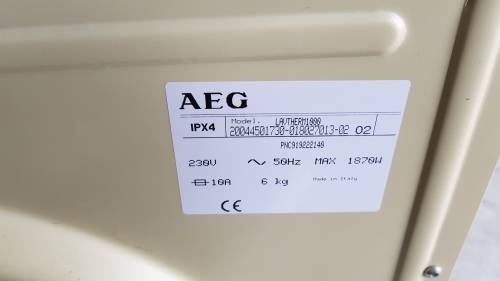 AEG
IPX4 Model. LAVTHERM1800
20044501730-018027013-02 02
PNC919222140
230V ~ 50Hz MAX 1870W
10A 6 kg Made in Italy
CE